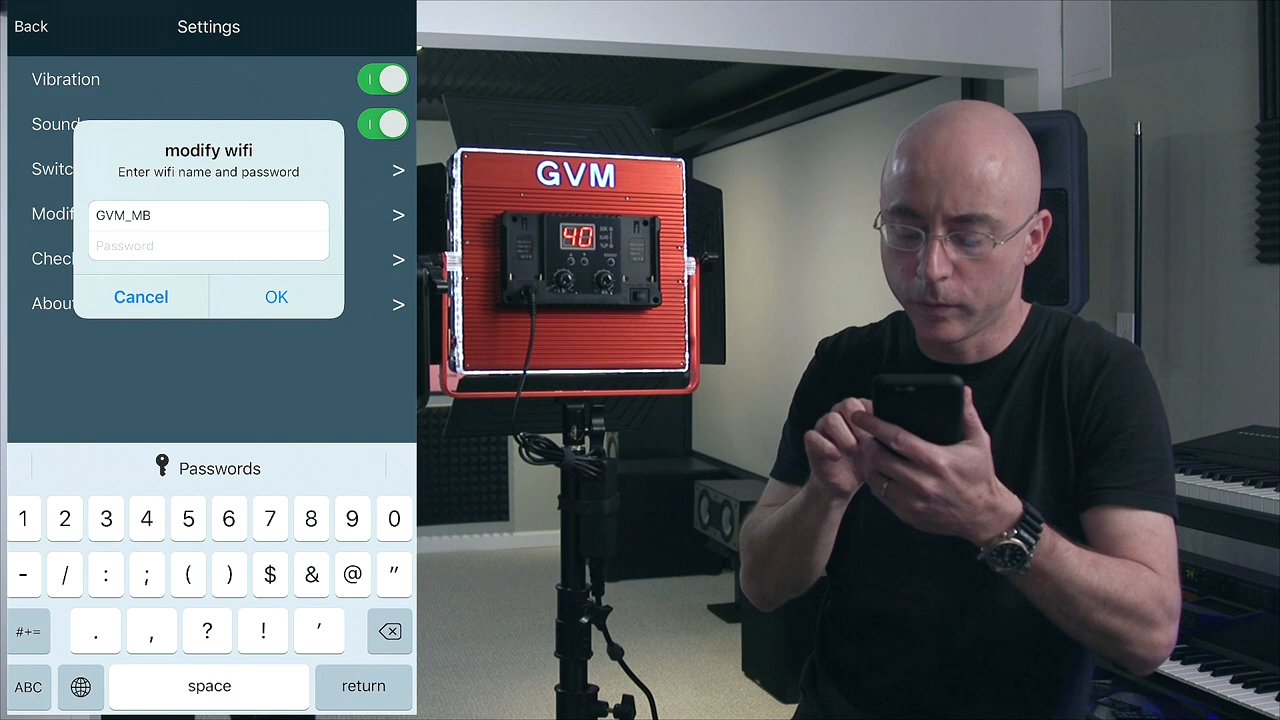 Back
Settings
Vibration
Sound
modify wifi
Enter wifi name and password
Switc
GVM_MB
Modif
Password
Chec
Cancel
OK
About
Passwords
1 2 3 4 5 6 7 8 9 0
- / : ; ( ) $ & @ "
#+= . , ? ! '
ABC space return
GVM
40